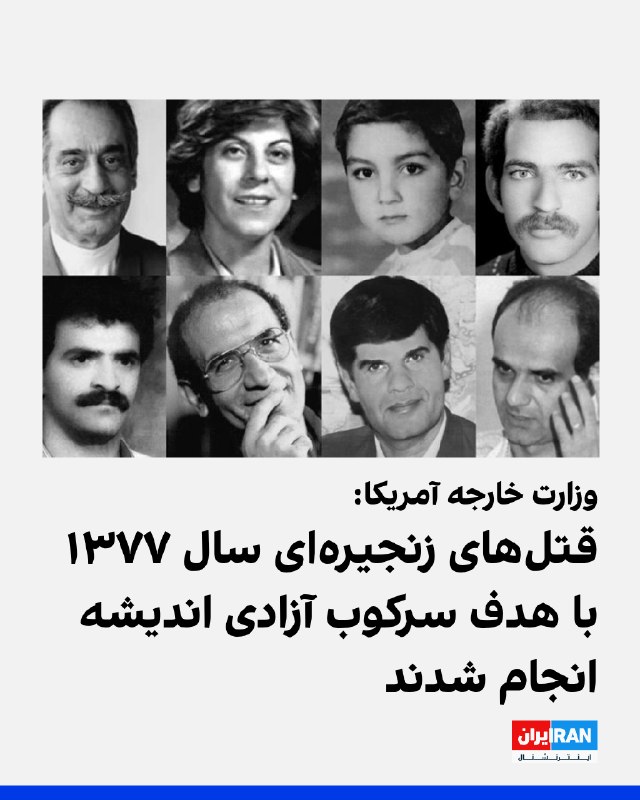 وزارت خارجه آمریکا:
قتل‌های زنجیره‌ای سال ۱۳۷۷
با هدف سرکوب آزادی اندیشه
انجام شدند
ایران IRAN
اینترنشنال